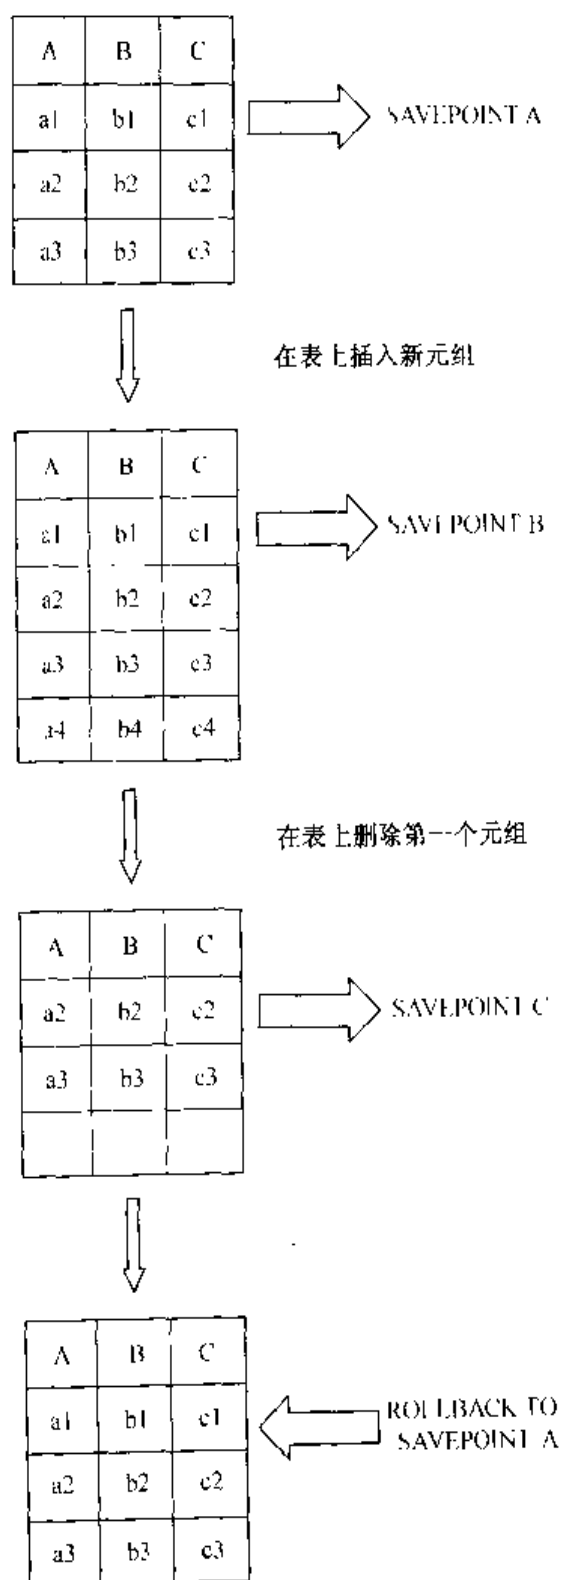 A B C
a1 b1 c1
a2 b2 c2
a3 b3 c3
SAVEPOINT A
在表上插入新元组
A B C
a1 b1 c1
a2 b2 c2
a3 b3 c3
a4 b4 c4
SAVEPOINT B
在表上删除第一个元组
A B C
a2 b2 c2
a3 b3 c3
SAVEPOINT C
A B C
a1 b1 c1
a2 b2 c2
a3 b3 c3
ROLLBACK TO
SAVEPOINT A